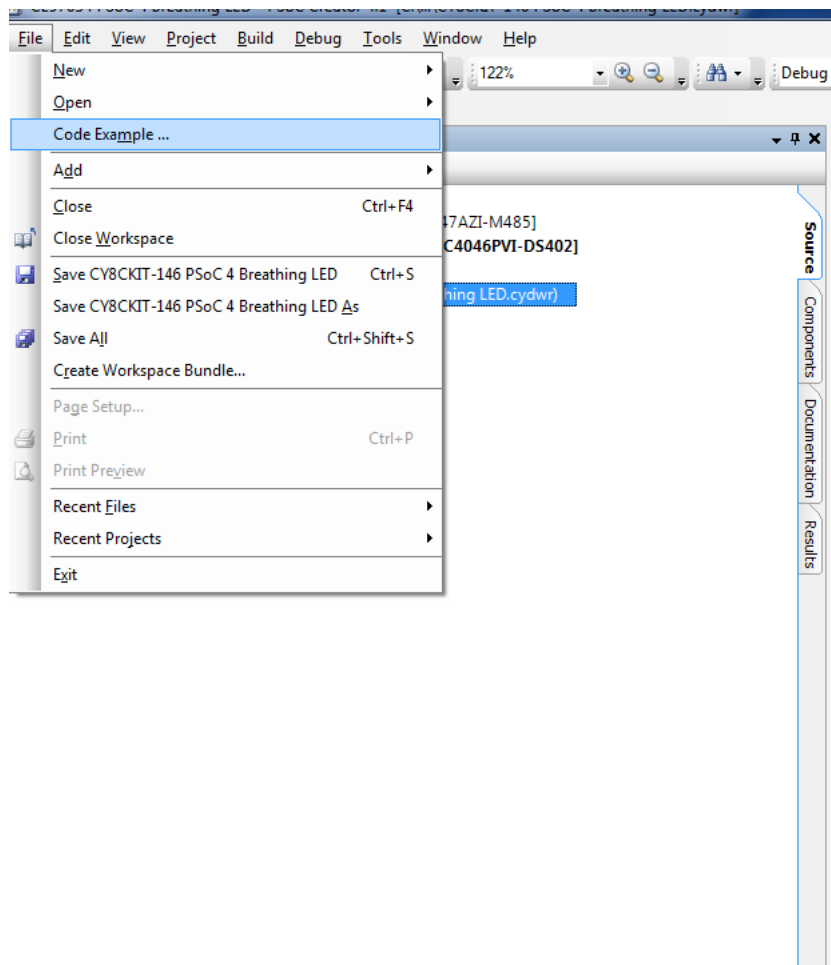 File Edit View Project Build Debug Tools Window Help
New
122%
Debug
Open
Code Example ...
Add
Close Ctrl+F4
47AZI-M485]
Close Workspace
C4046PVI-DS402]
Save CY8CKIT-146 PSoC 4 Breathing LED Ctrl+S
hing LED.cydwr)
Save CY8CKIT-146 PSoC 4 Breathing LED As
Save All Ctrl+Shift+S
Create Workspace Bundle...
Page Setup...
Print Ctrl+P
Print Preview
Recent Files
Recent Projects
Exit
Source
Components
Documentation
Results